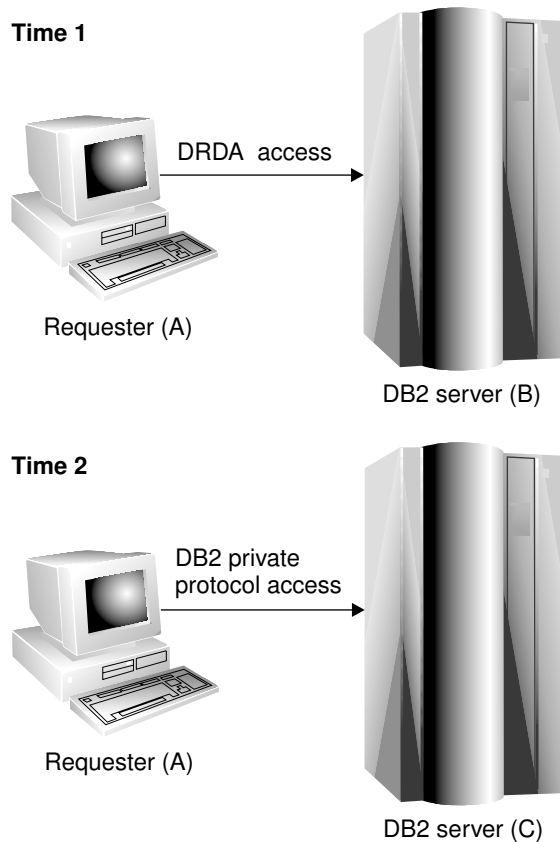 Time 1
DRDA access
Requester (A)
DB2 server (B)
Time 2
DB2 private
protocol access
Requester (A)
DB2 server (C)